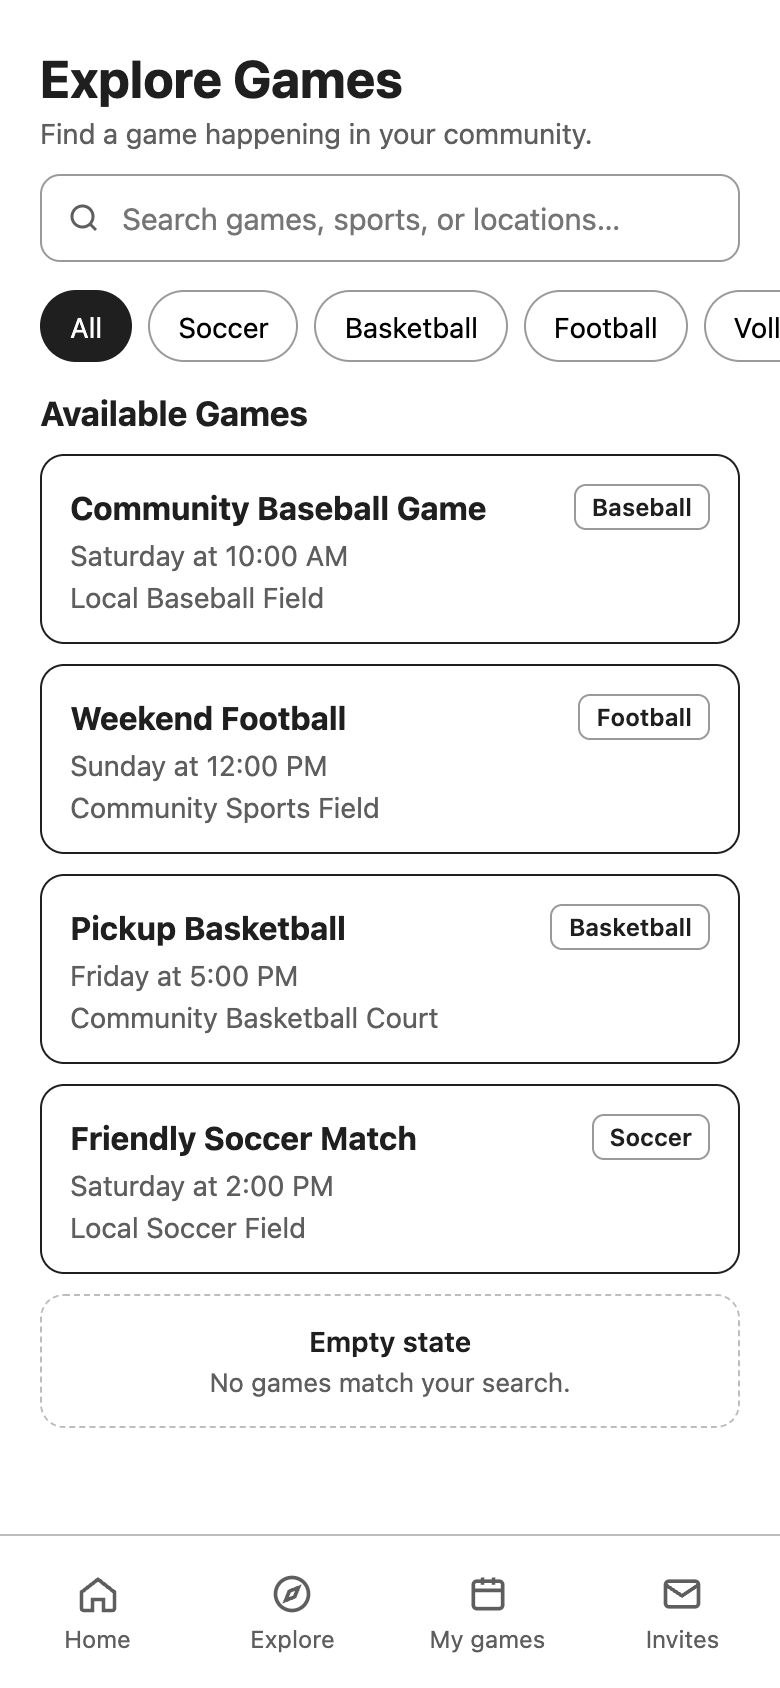 Explore Games
Find a game happening in your community.
Search games, sports, or locations...
All
Soccer
Basketball
Football
Voll
Available Games
Community Baseball Game
Baseball
Saturday at 10:00 AM
Local Baseball Field
Weekend Football
Football
Sunday at 12:00 PM
Community Sports Field
Pickup Basketball
Basketball
Friday at 5:00 PM
Community Basketball Court
Friendly Soccer Match
Soccer
Saturday at 2:00 PM
Local Soccer Field
Empty state
No games match your search.
Home
Explore
My games
Invites